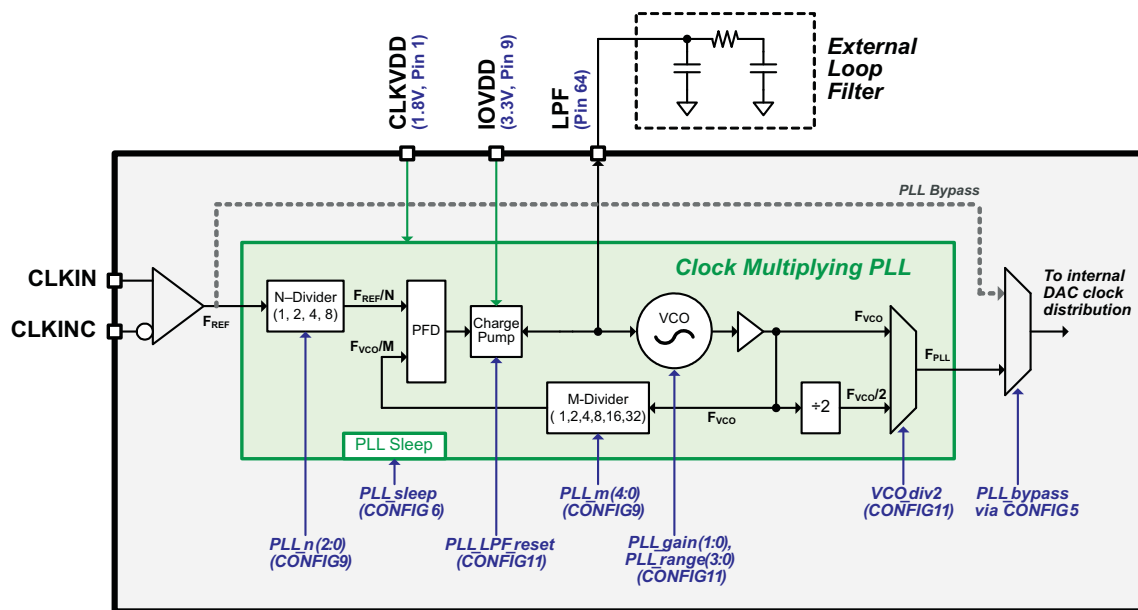 CLKVDD
(1.8V, Pin 1)
IOVDD
(3.3V, Pin 9)
LPF
(Pin 64)
External
Loop
Filter
PLL Bypass
Clock Multiplying PLL
CLKIN
CLKINC
FREF
N–Divider
(1, 2, 4, 8)
FREF/N
FVCO/M
PFD
Charge
Pump
VCO
M-Divider
( 1,2,4,8,16,32)
FVCO
÷2
FVCO
FVCO/2
FPLL
To internal
DAC clock
distribution
PLL Sleep
PLL_sleep
(CONFIG 6)
PLL_m(4:0)
(CONFIG9)
VCO_div2
(CONFIG11)
PLL_bypass
via CONFIG5
PLL_n(2:0)
(CONFIG9)
PLL_LPF_reset
(CONFIG11)
PLL_gain(1:0),
PLL_range(3:0)
(CONFIG11)